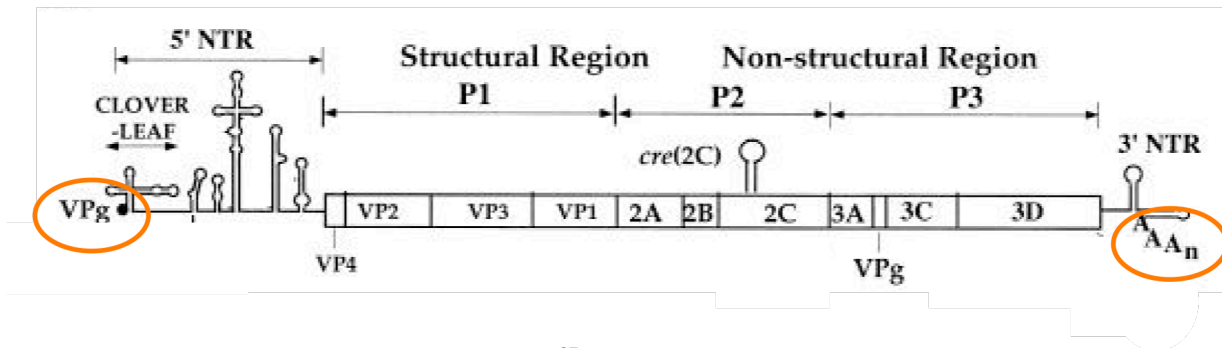 5' NTR
Structural Region
Non-structural Region
P1
P2
P3
CLOVER
-LEAF
cre(2C)
3' NTR
VPg
VP2
VP3
VP1
2A
2B
2C
3A
3C
3D
A
A
An
VP4
VPg